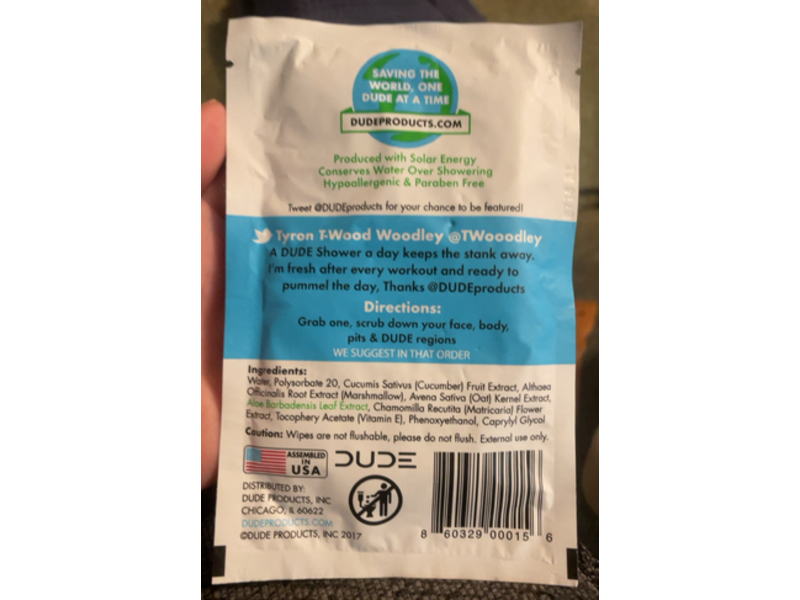 SAVING THE
WORLD, ONE
DUDE AT A TIME
DUDEPRODUCTS.COM
Produced with Solar Energy
Conserves Water Over Showering
Hypoallergenic & Paraben Free
Tweet @DUDEproducts for your chance to be featured!
Tyron T-Wood Woodley @TWooodley
A DUDE Shower a day keeps the stank away.
I'm fresh after every workout and ready to
pummel the day, Thanks @DUDEproducts
Directions:
Grab one, scrub down your face, body,
pits & DUDE regions
WE SUGGEST IN THAT ORDER
Ingredients:
Water, Polysorbate 20, Cucumis Sativus (Cucumber) Fruit Extract, Althaea
Officinalis Root Extract (Marshmallow), Avena Sativa (Oat) Kernel Extract,
Aloe Barbadensis Leaf Extract, Chamomilla Recutita (Matricaria) Flower
Extract, Tocophery Acetate (Vitamin E), Phenoxyethanol, Caprylyl Glycol
Caution: Wipes are not flushable, please do not flush. External use only.
ASSEMBLED
IN
USA
DUDE
DISTRIBUTED BY:
DUDE PRODUCTS, INC
CHICAGO, IL 60622
DUDEPRODUCTS.COM
©DUDE PRODUCTS, INC 2017
8 60329 00015 6